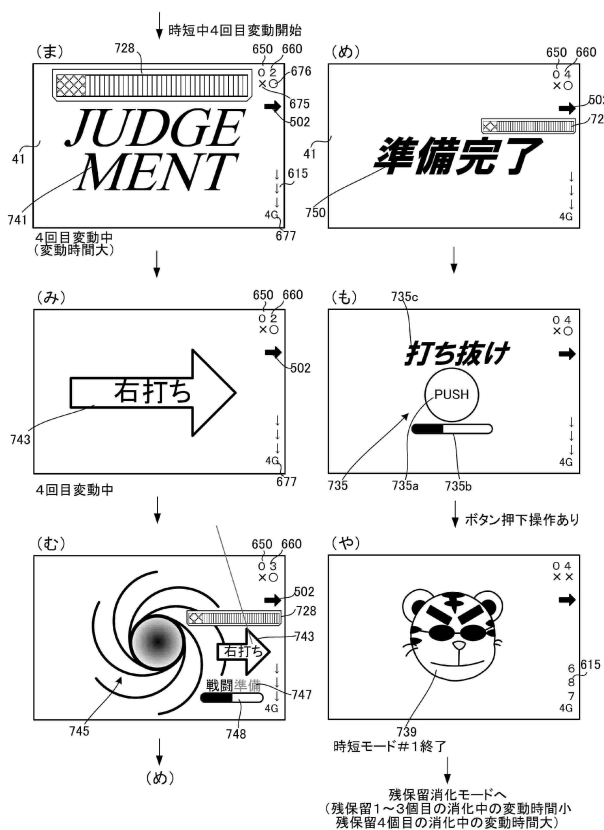 時短中4回目変動開始
(ま)
728
650 660
0 2
× ○
676
675
502
JUDGE
MENT
41
741
615
↓
↓
↓
4G
677
4回目変動中
(変動時間大)
(み)
650 660
0 2
× ○
502
右打ち
743
↓
↓
↓
4G
677
4回目変動中
(む)
650 660
0 3
× ○
502
728
743
右打ち
戦闘準備
747
748
745
↓
↓
4G
(め)
(め)
650 660
0 4
× ○
502
41
準備完了
750
↓
↓
↓
4G
(も)
735c
0 4
× ○
打ち抜け
PUSH
735
735a
735b
↓
↓
↓
4G
ボタン押下操作あり
(や)
0 4
× ×
615
6
8
7
4G
739
時短モード#1終了
残保留消化モードへ
(残保留1～3個目の消化中の変動時間小
残保留4個目の消化中の変動時間大)